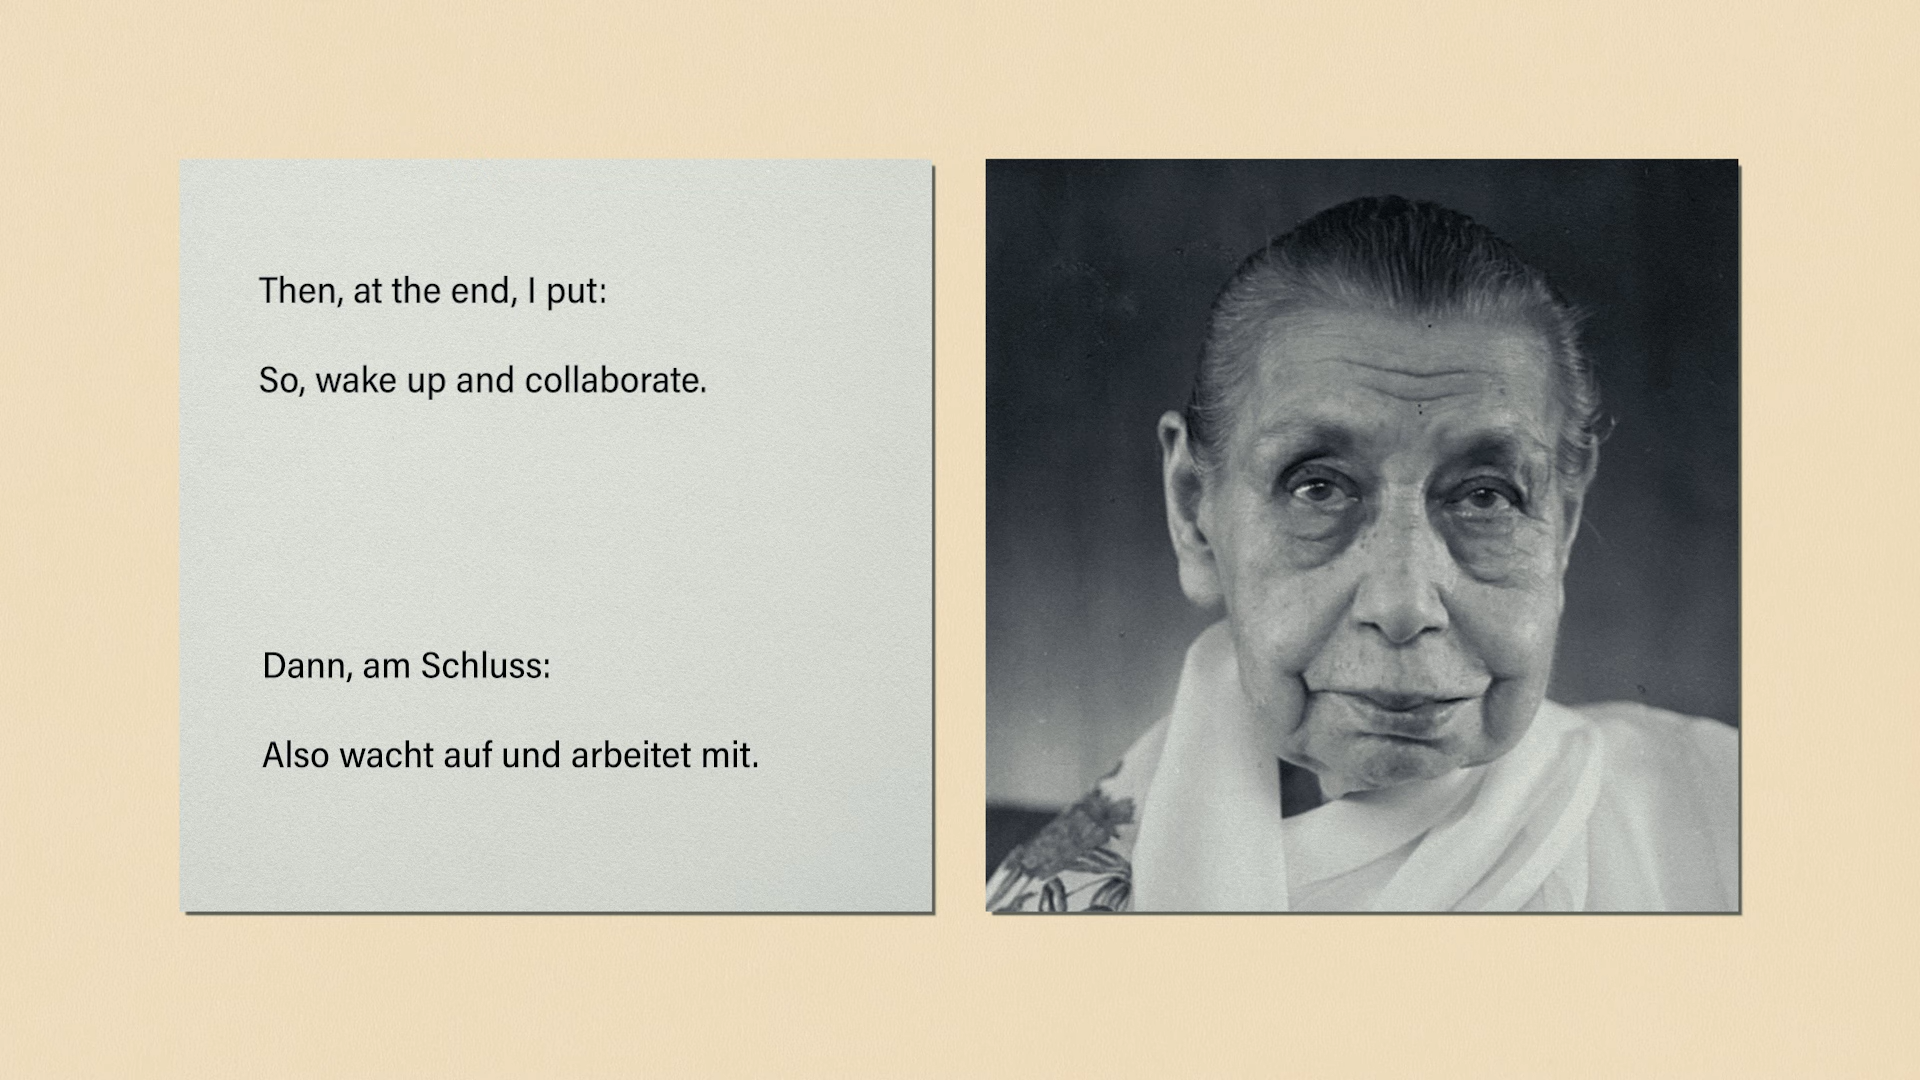 Then, at the end, I put:
So, wake up and collaborate.
Dann, am Schluss:
Also wacht auf und arbeitet mit.